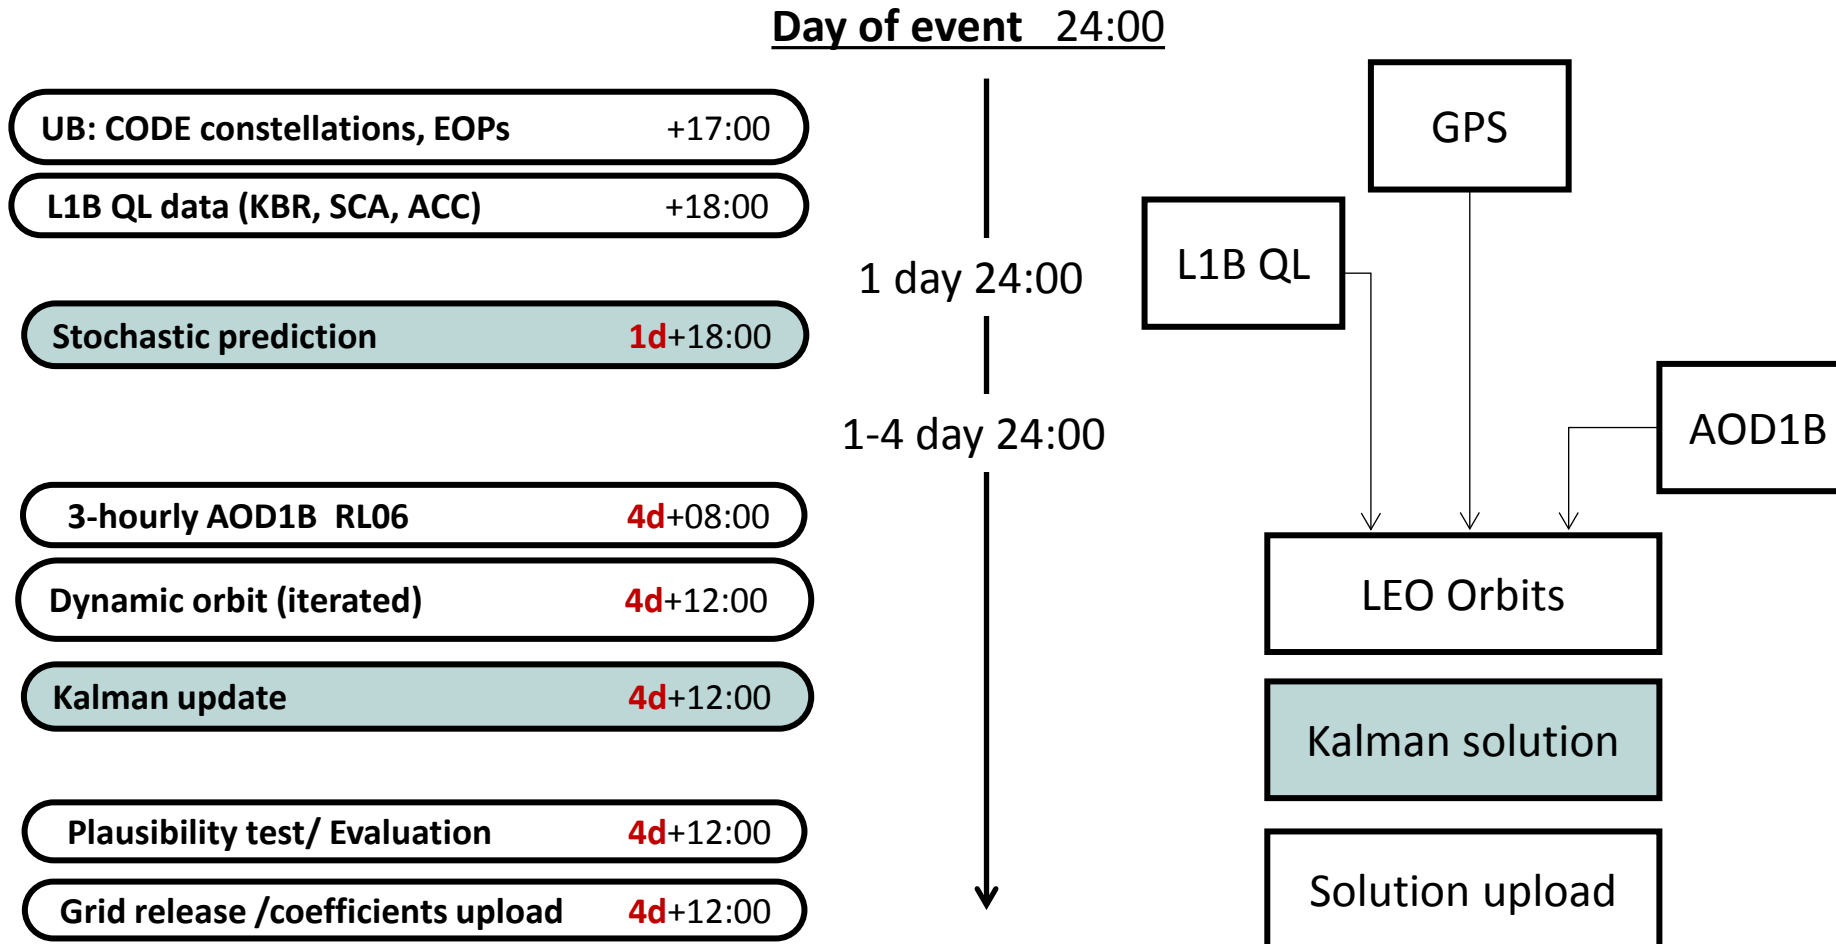 Day of event 24:00
UB: CODE constellations, EOPs +17:00
L1B QL data (KBR, SCA, ACC) +18:00
1 day 24:00
Stochastic prediction 1d+18:00
1-4 day 24:00
3-hourly AOD1B RL06 4d+08:00
Dynamic orbit (iterated) 4d+12:00
Kalman update 4d+12:00
Plausibility test/ Evaluation 4d+12:00
Grid release /coefficients upload 4d+12:00
GPS
L1B QL
AOD1B
LEO Orbits
Kalman solution
Solution upload